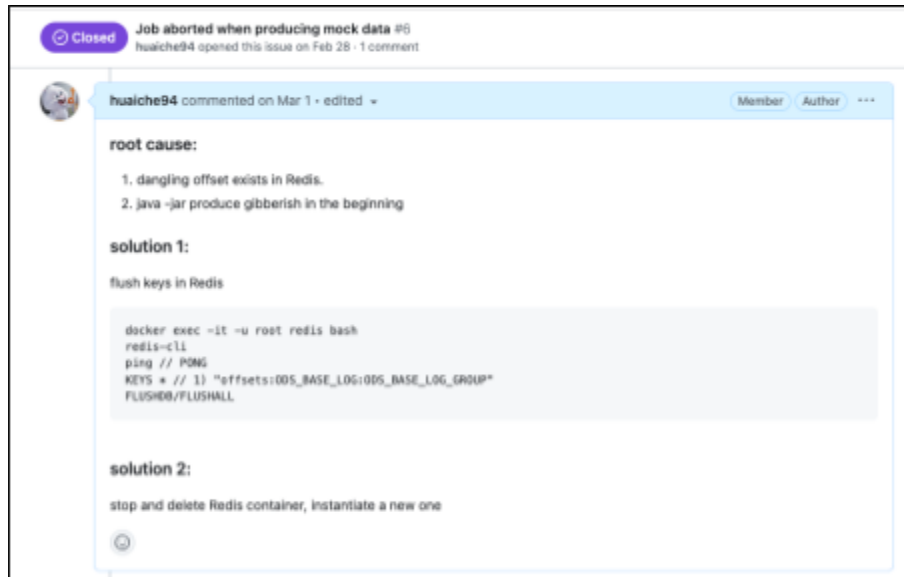 Closed
Job aborted when producing mock data #6
huaiche94 opened this issue on Feb 28 · 1 comment
huaiche94 commented on Mar 1 • edited
Member Author ...
root cause:
1. dangling offset exists in Redis.
2. java -jar produce gibberish in the beginning
solution 1:
flush keys in Redis
docker exec -it -u root redis bash
redis-cli
ping // PONG
KEYS * // 1) "offsets:ODS_BASE_LOG:ODS_BASE_LOG_GROUP"
FLUSHDB/FLUSHALL
solution 2:
stop and delete Redis container, instantiate a new one